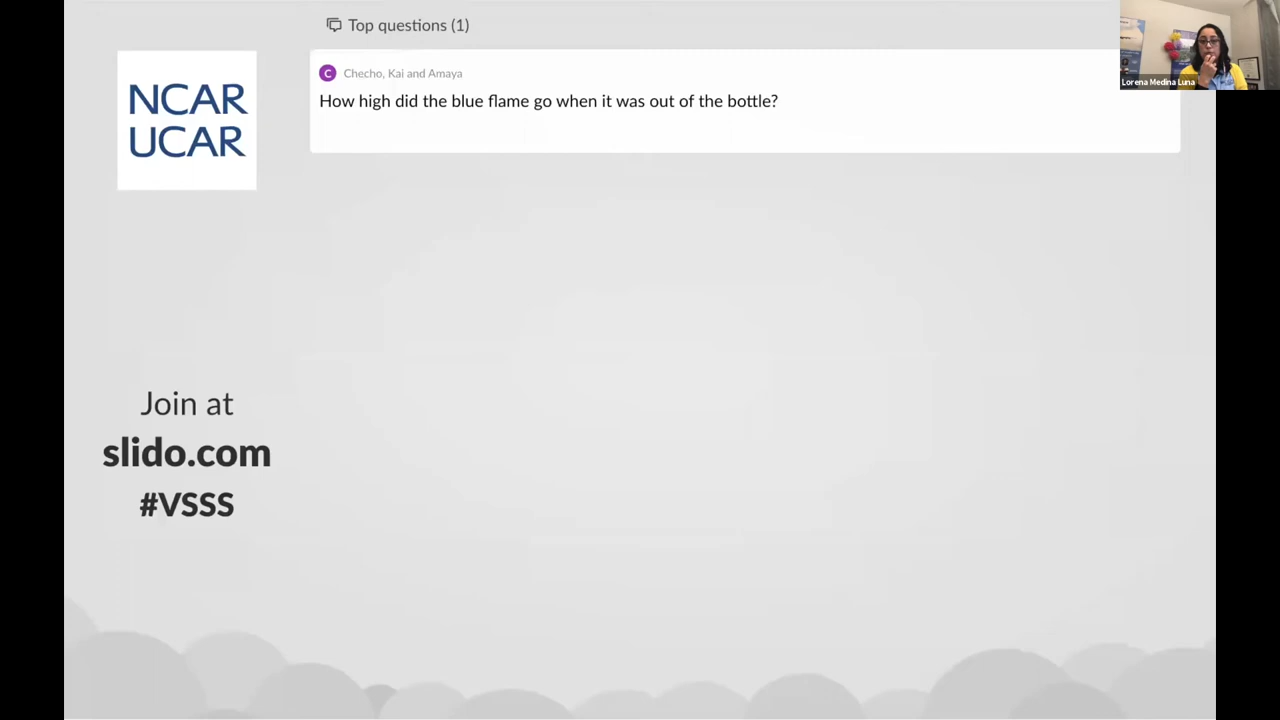 Top questions (1)
NCAR
UCAR
C
Checho, Kai and Amaya
How high did the blue flame go when it was out of the bottle?
Join at
slido.com
#VSSS
Lorena Medina Luna